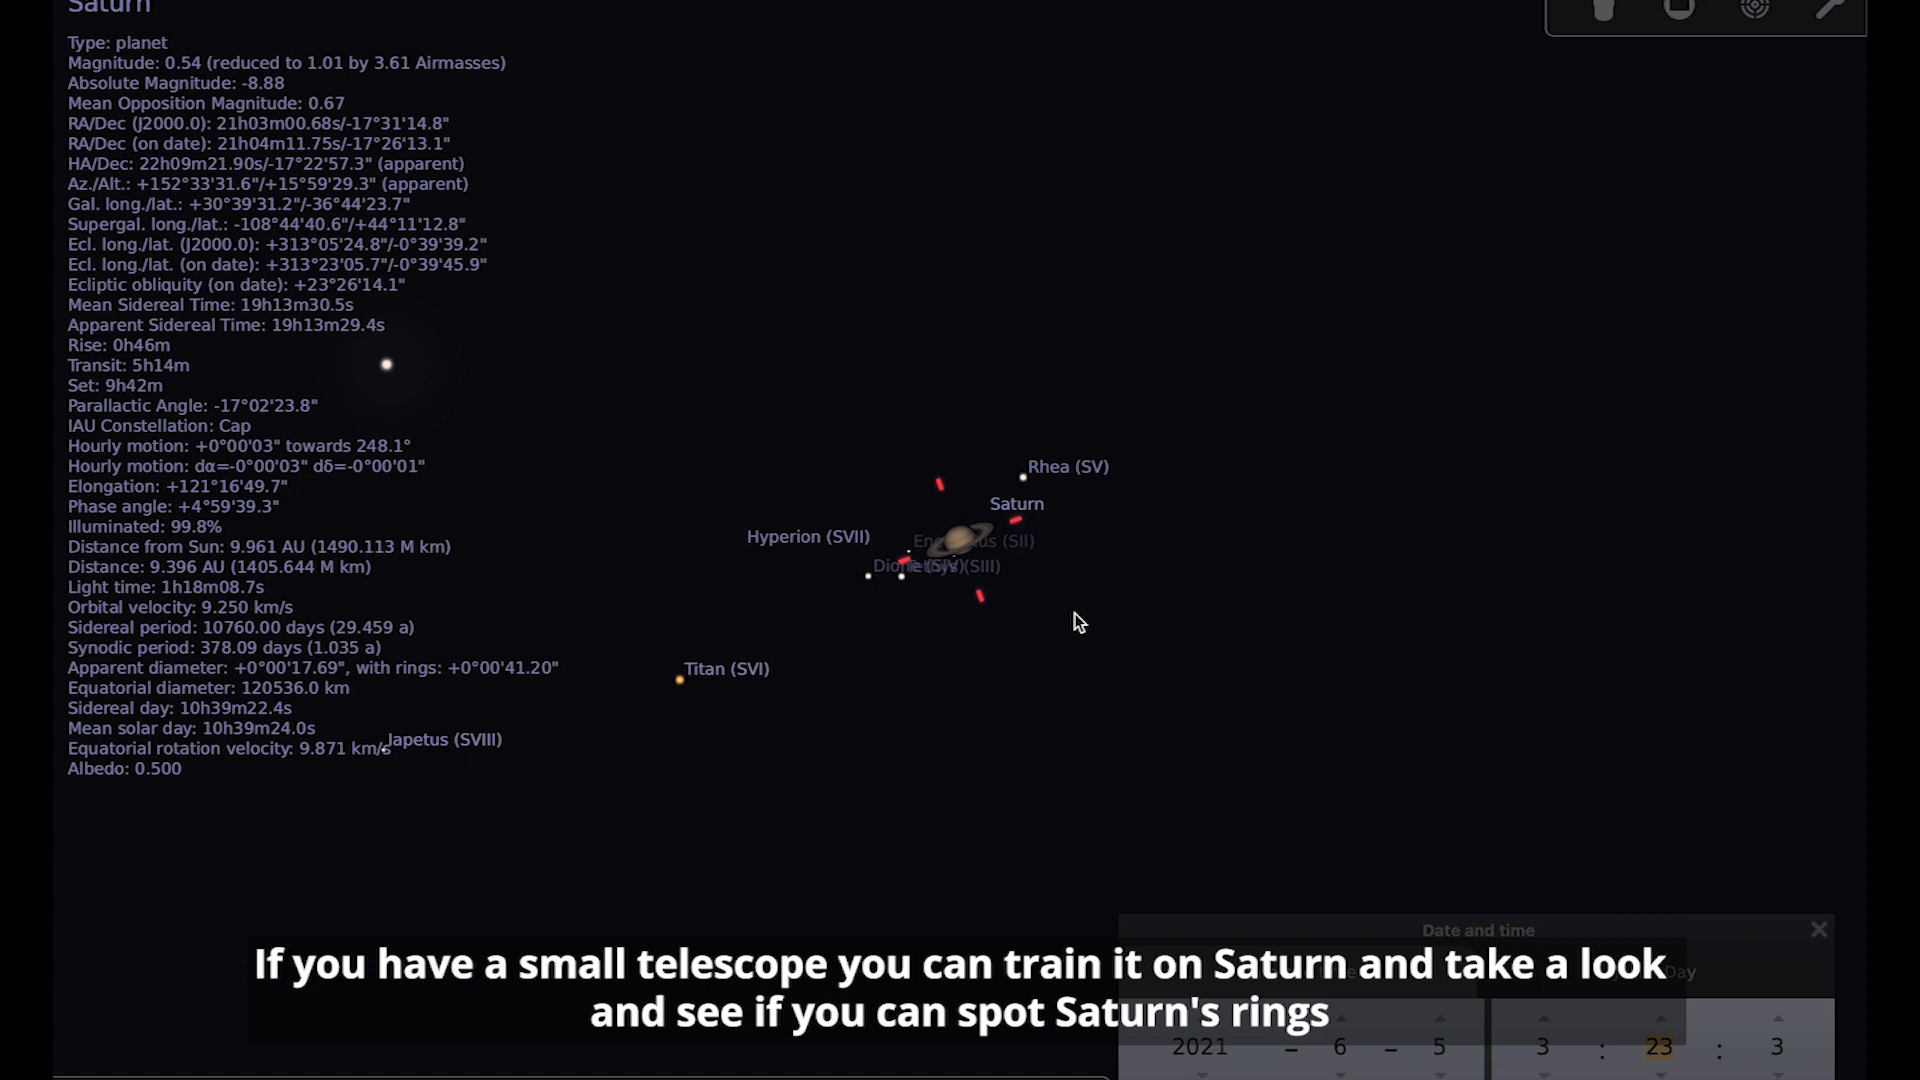 Saturn
Type: planet
Magnitude: 0.54 (reduced to 1.01 by 3.61 Airmasses)
Absolute Magnitude: -8.88
Mean Opposition Magnitude: 0.67
RA/Dec (J2000.0): 21h03m00.68s/-17°31'14.8"
RA/Dec (on date): 21h04m11.75s/-17°26'13.1"
HA/Dec: 22h09m21.90s/-17°22'57.3" (apparent)
Az./Alt.: +152°33'31.6"/+15°59'29.3" (apparent)
Gal. long./lat.: +30°39'31.2"/-36°44'23.7"
Supergal. long./lat.: -108°44'40.6"/+44°11'12.8"
Ecl. long./lat. (J2000.0): +313°05'24.8"/-0°39'39.2"
Ecl. long./lat. (on date): +313°23'05.7"/-0°39'45.9"
Ecliptic obliquity (on date): +23°26'14.1"
Mean Sidereal Time: 19h13m30.5s
Apparent Sidereal Time: 19h13m29.4s
Rise: 0h46m
Transit: 5h14m
Set: 9h42m
Parallactic Angle: -17°02'23.8"
IAU Constellation: Cap
Hourly motion: +0°00'03" towards 248.1°
Hourly motion: dα=-0°00'03" dδ=-0°00'01"
Elongation: +121°16'49.7"
Phase angle: +4°59'39.3"
Illuminated: 99.8%
Distance from Sun: 9.961 AU (1490.113 M km)
Distance: 9.396 AU (1405.644 M km)
Light time: 1h18m08.7s
Orbital velocity: 9.250 km/s
Sidereal period: 10760.00 days (29.459 a)
Synodic period: 378.09 days (1.035 a)
Apparent diameter: +0°00'17.69", with rings: +0°00'41.20"
Equatorial diameter: 120536.0 km
Sidereal day: 10h39m22.4s
Mean solar day: 10h39m24.0s
Equatorial rotation velocity: 9.871 km/s
Albedo: 0.500
Rhea (SV)
Saturn
Hyperion (SVII)
(SII)
Dione (SIV)
(SIII)
Titan (SVI)
Iapetus (SVIII)
Date and time
Day
If you have a small telescope you can train it on Saturn and take a look
and see if you can spot Saturn's rings
2021 – 6 – 5 3 : 23 : 3